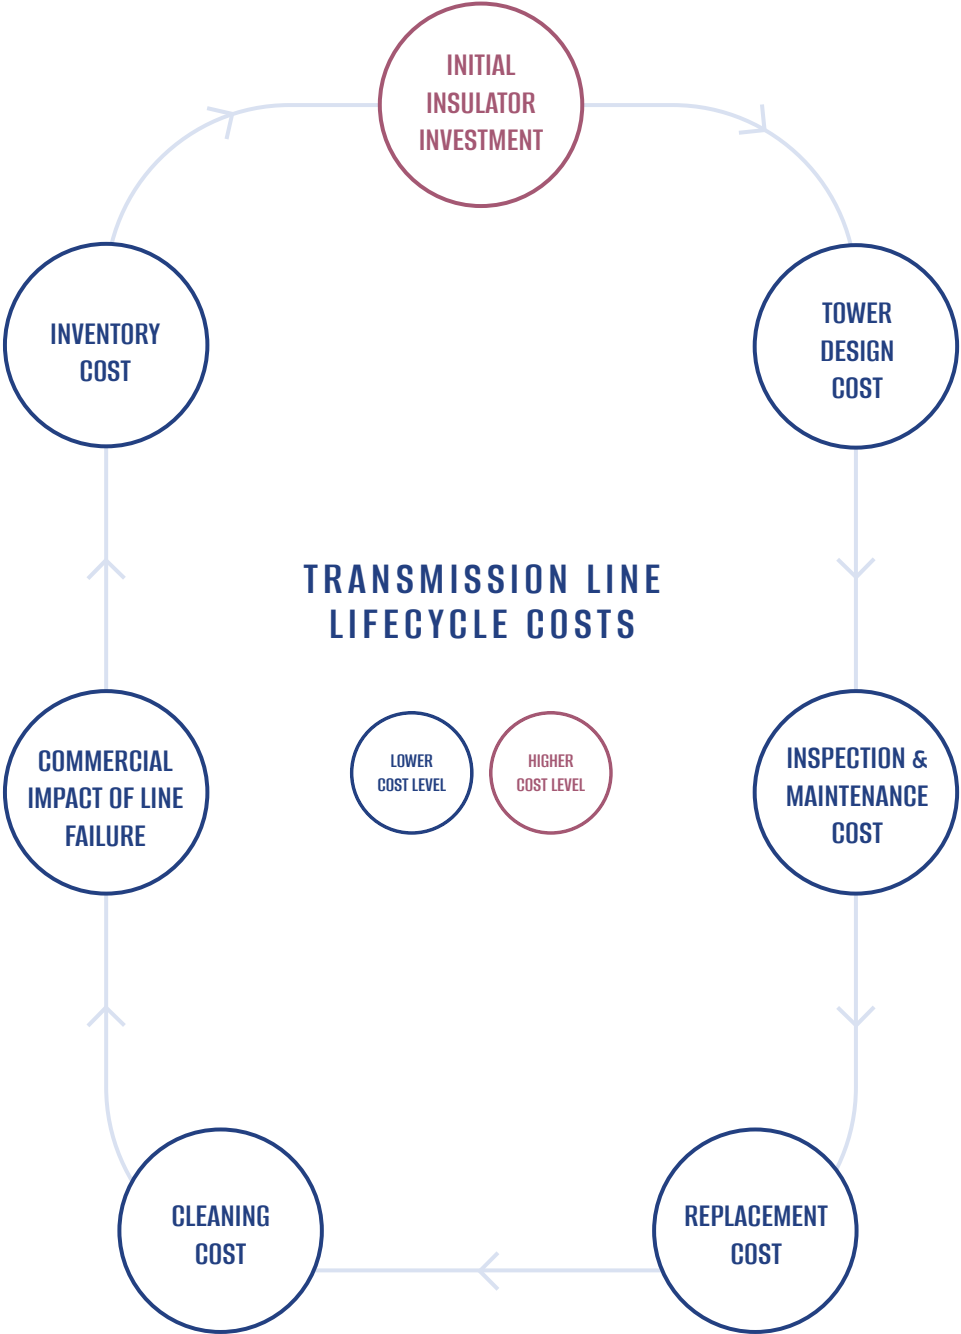 INITIAL
INSULATOR
INVESTMENT
TOWER
DESIGN
COST
INSPECTION &
MAINTENANCE
COST
REPLACEMENT
COST
CLEANING
COST
COMMERCIAL
IMPACT OF LINE
FAILURE
INVENTORY
COST
TRANSMISSION LINE
LIFECYCLE COSTS
LOWER
COST LEVEL
HIGHER
COST LEVEL